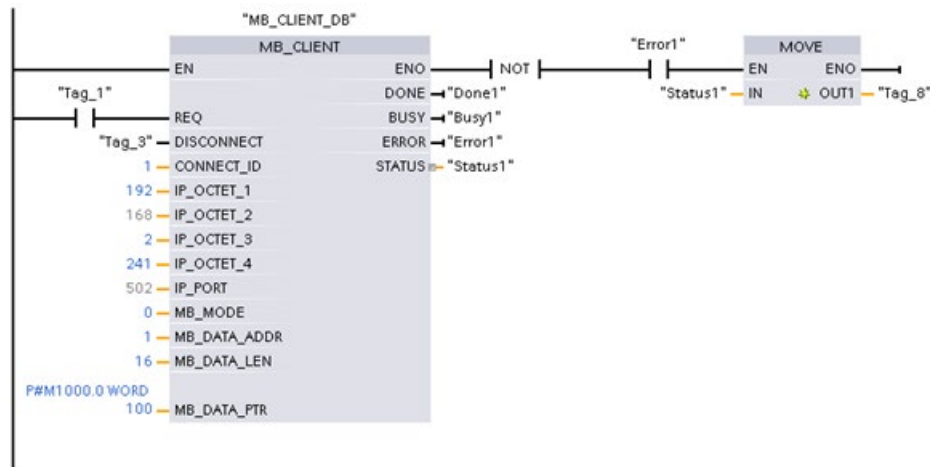 "MB_CLIENT_DB"
MB_CLIENT
"Error1"
MOVE
EN
ENO
NOT
EN
ENO
"Tag_1"
DONE
"Done1"
"Status1"
IN
OUT1
"Tag_8"
REQ
BUSY
"Busy1"
"Tag_3"
DISCONNECT
ERROR
"Error1"
1
CONNECT_ID
STATUS
"Status1"
192
IP_OCTET_1
168
IP_OCTET_2
2
IP_OCTET_3
241
IP_OCTET_4
502
IP_PORT
0
MB_MODE
1
MB_DATA_ADDR
16
MB_DATA_LEN
P#M1000.0 WORD
100
MB_DATA_PTR